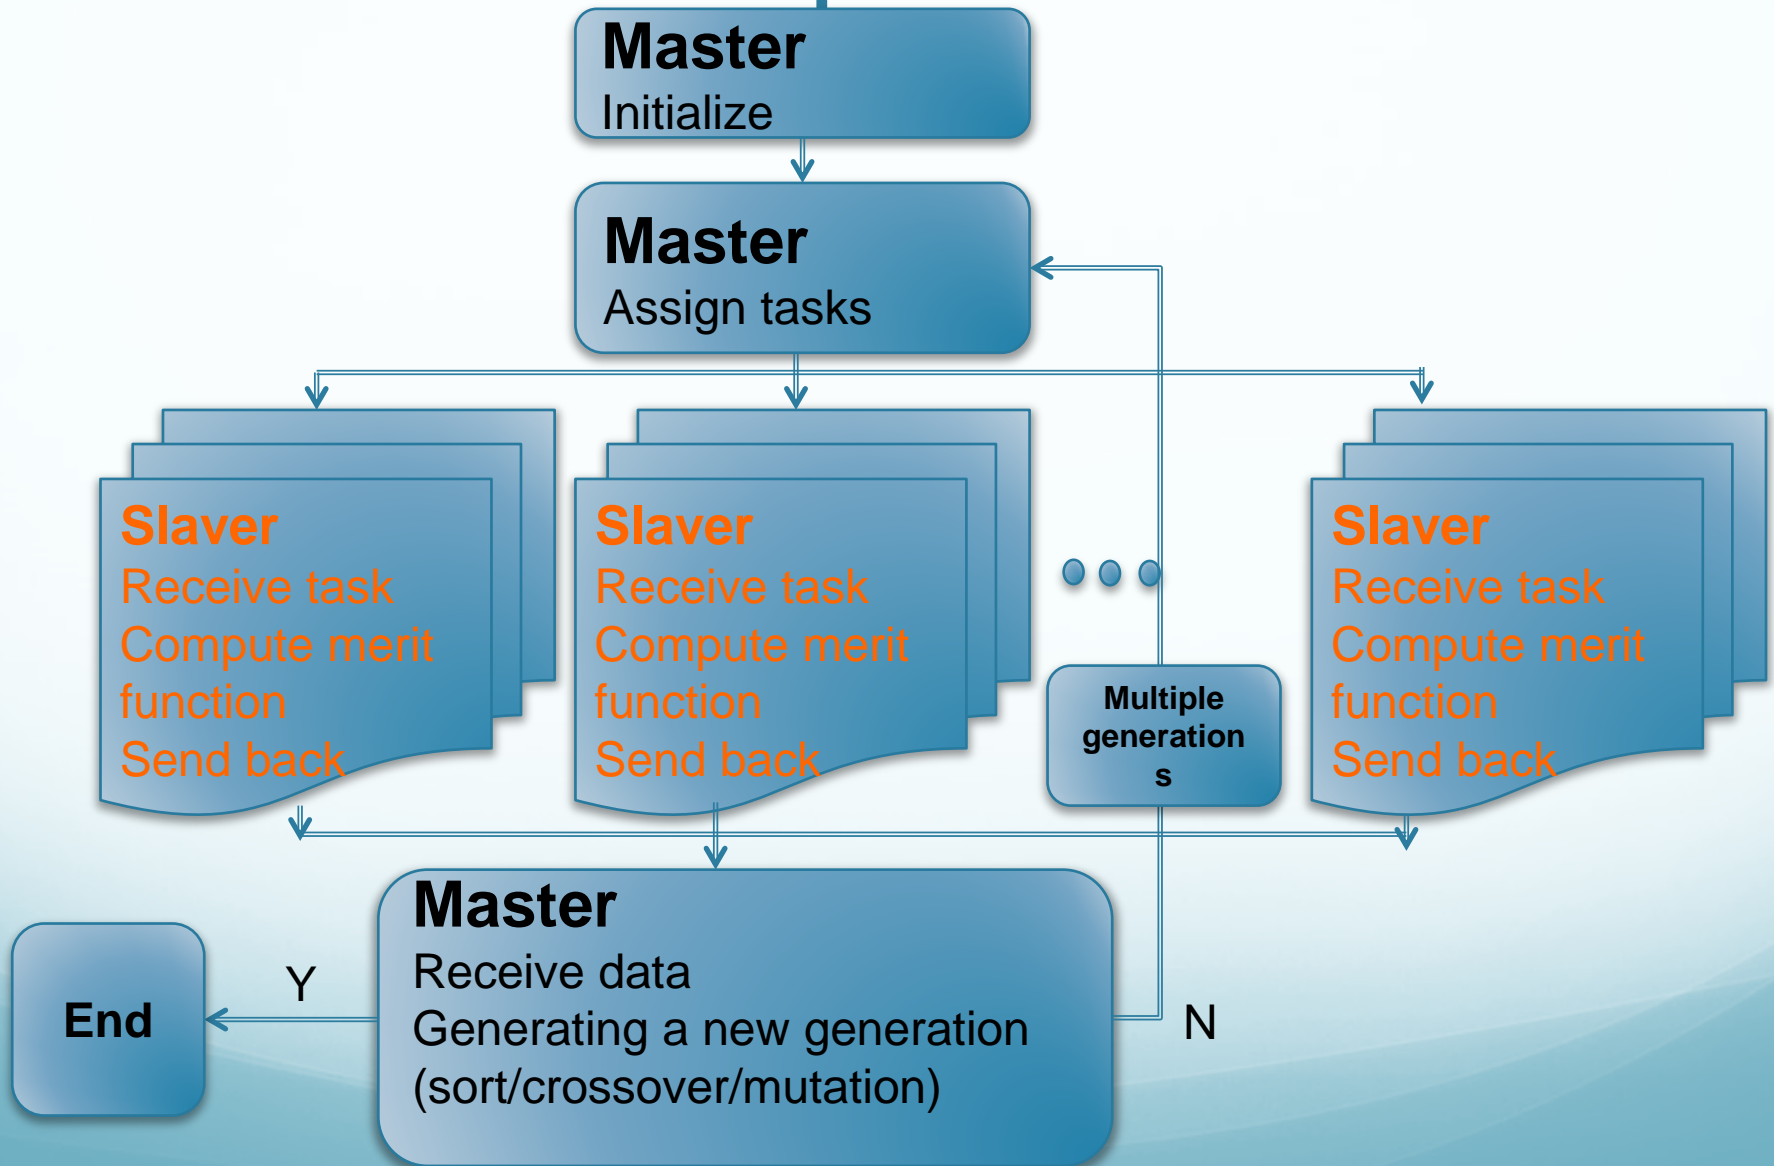 Master
Initialize
Master
Assign tasks
Slaver
Receive task
Compute merit
function
Send back
Slaver
Receive task
Compute merit
function
Send back
Multiple
generation
s
Slaver
Receive task
Compute merit
function
Send back
Master
Receive data
Generating a new generation
(sort/crossover/mutation)
Y
End
N